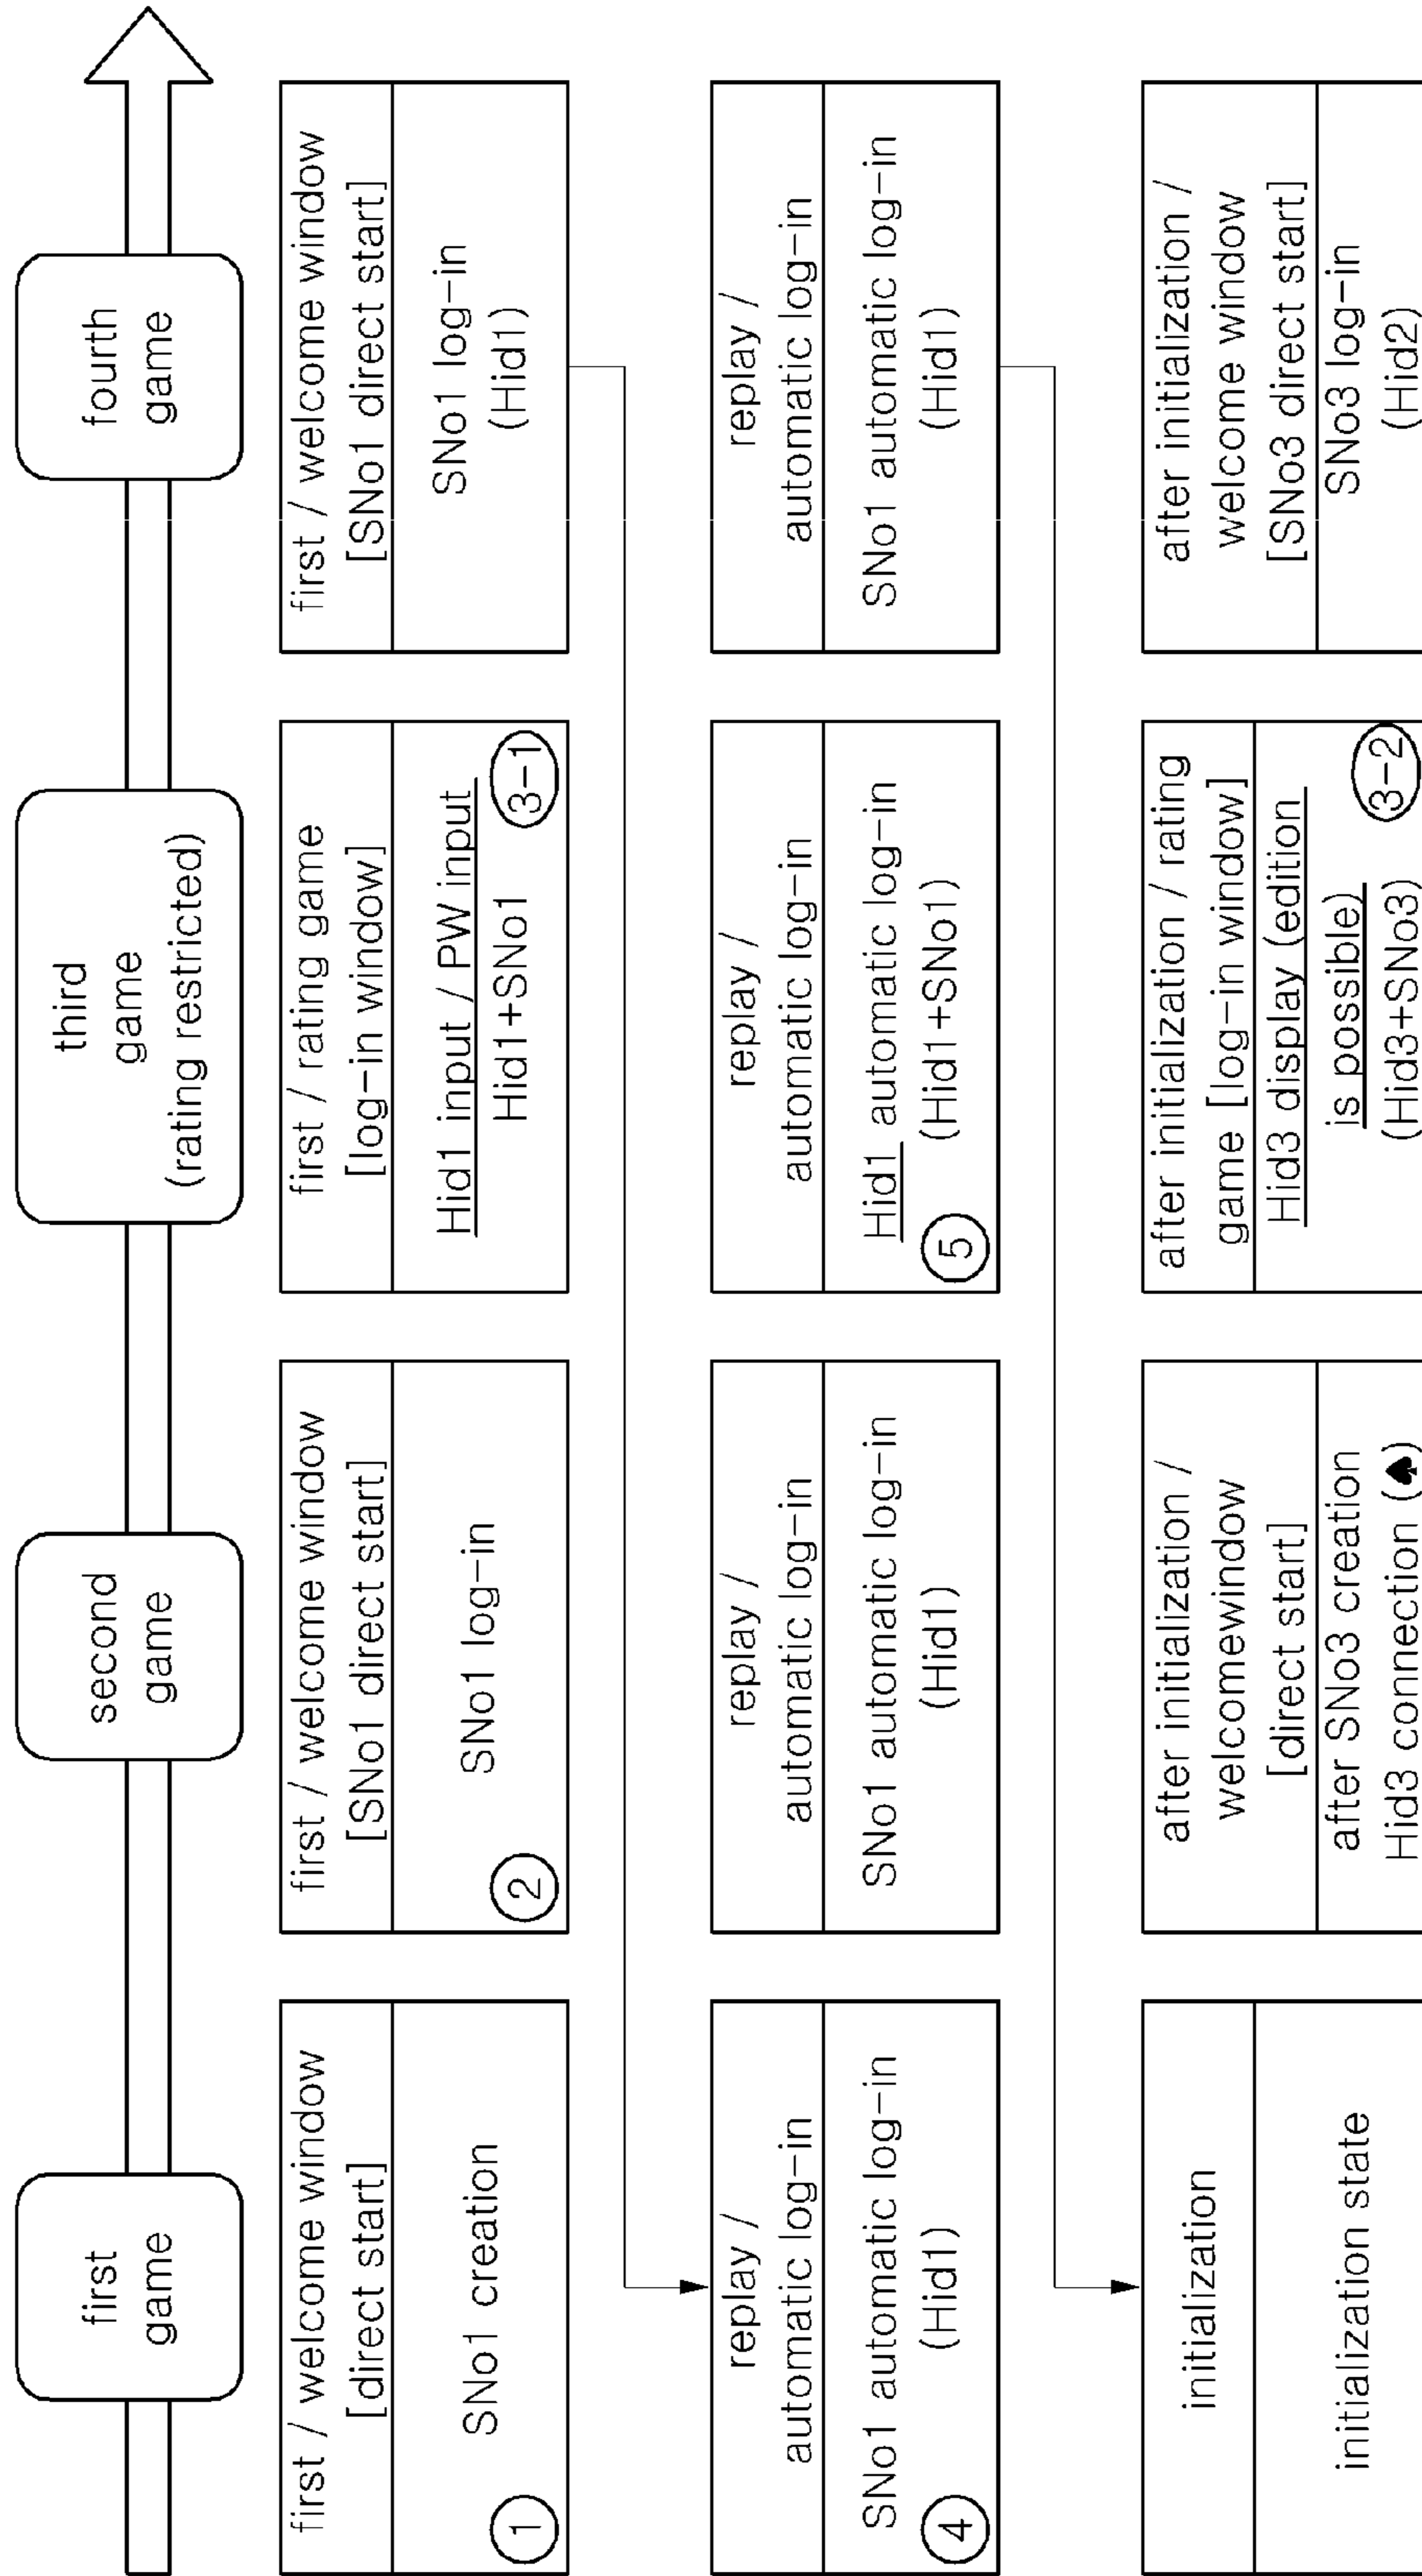 first
game
second
game
third
game
(rating restricted)
fourth
game
first / welcome window
[direct start]
SNo1 creation
1
first / welcome window
[SNo1 direct start]
SNo1 log-in
2
first / rating game
[log-in window]
Hid1 input / PW input
Hid1+SNo1
3-1
first / welcome window
[SNo1 direct start]
SNo1 log-in
(Hid1)
replay /
automatic log-in
SNo1 automatic log-in
(Hid1)
4
replay /
automatic log-in
SNo1 automatic log-in
(Hid1)
replay /
automatic log-in
Hid1 automatic log-in
(Hid1+SNo1)
5
replay /
automatic log-in
SNo1 automatic log-in
(Hid1)
initialization
initialization state
after initialization /
welcomewindow
[direct start]
after SNo3 creation
Hid3 connection (♠)
after initialization / rating
game [log-in window]
Hid3 display (edition
is possible)
(Hid3+SNo3)
3-2
after initialization /
welcome window
[SNo3 direct start]
SNo3 log-in
(Hid2)